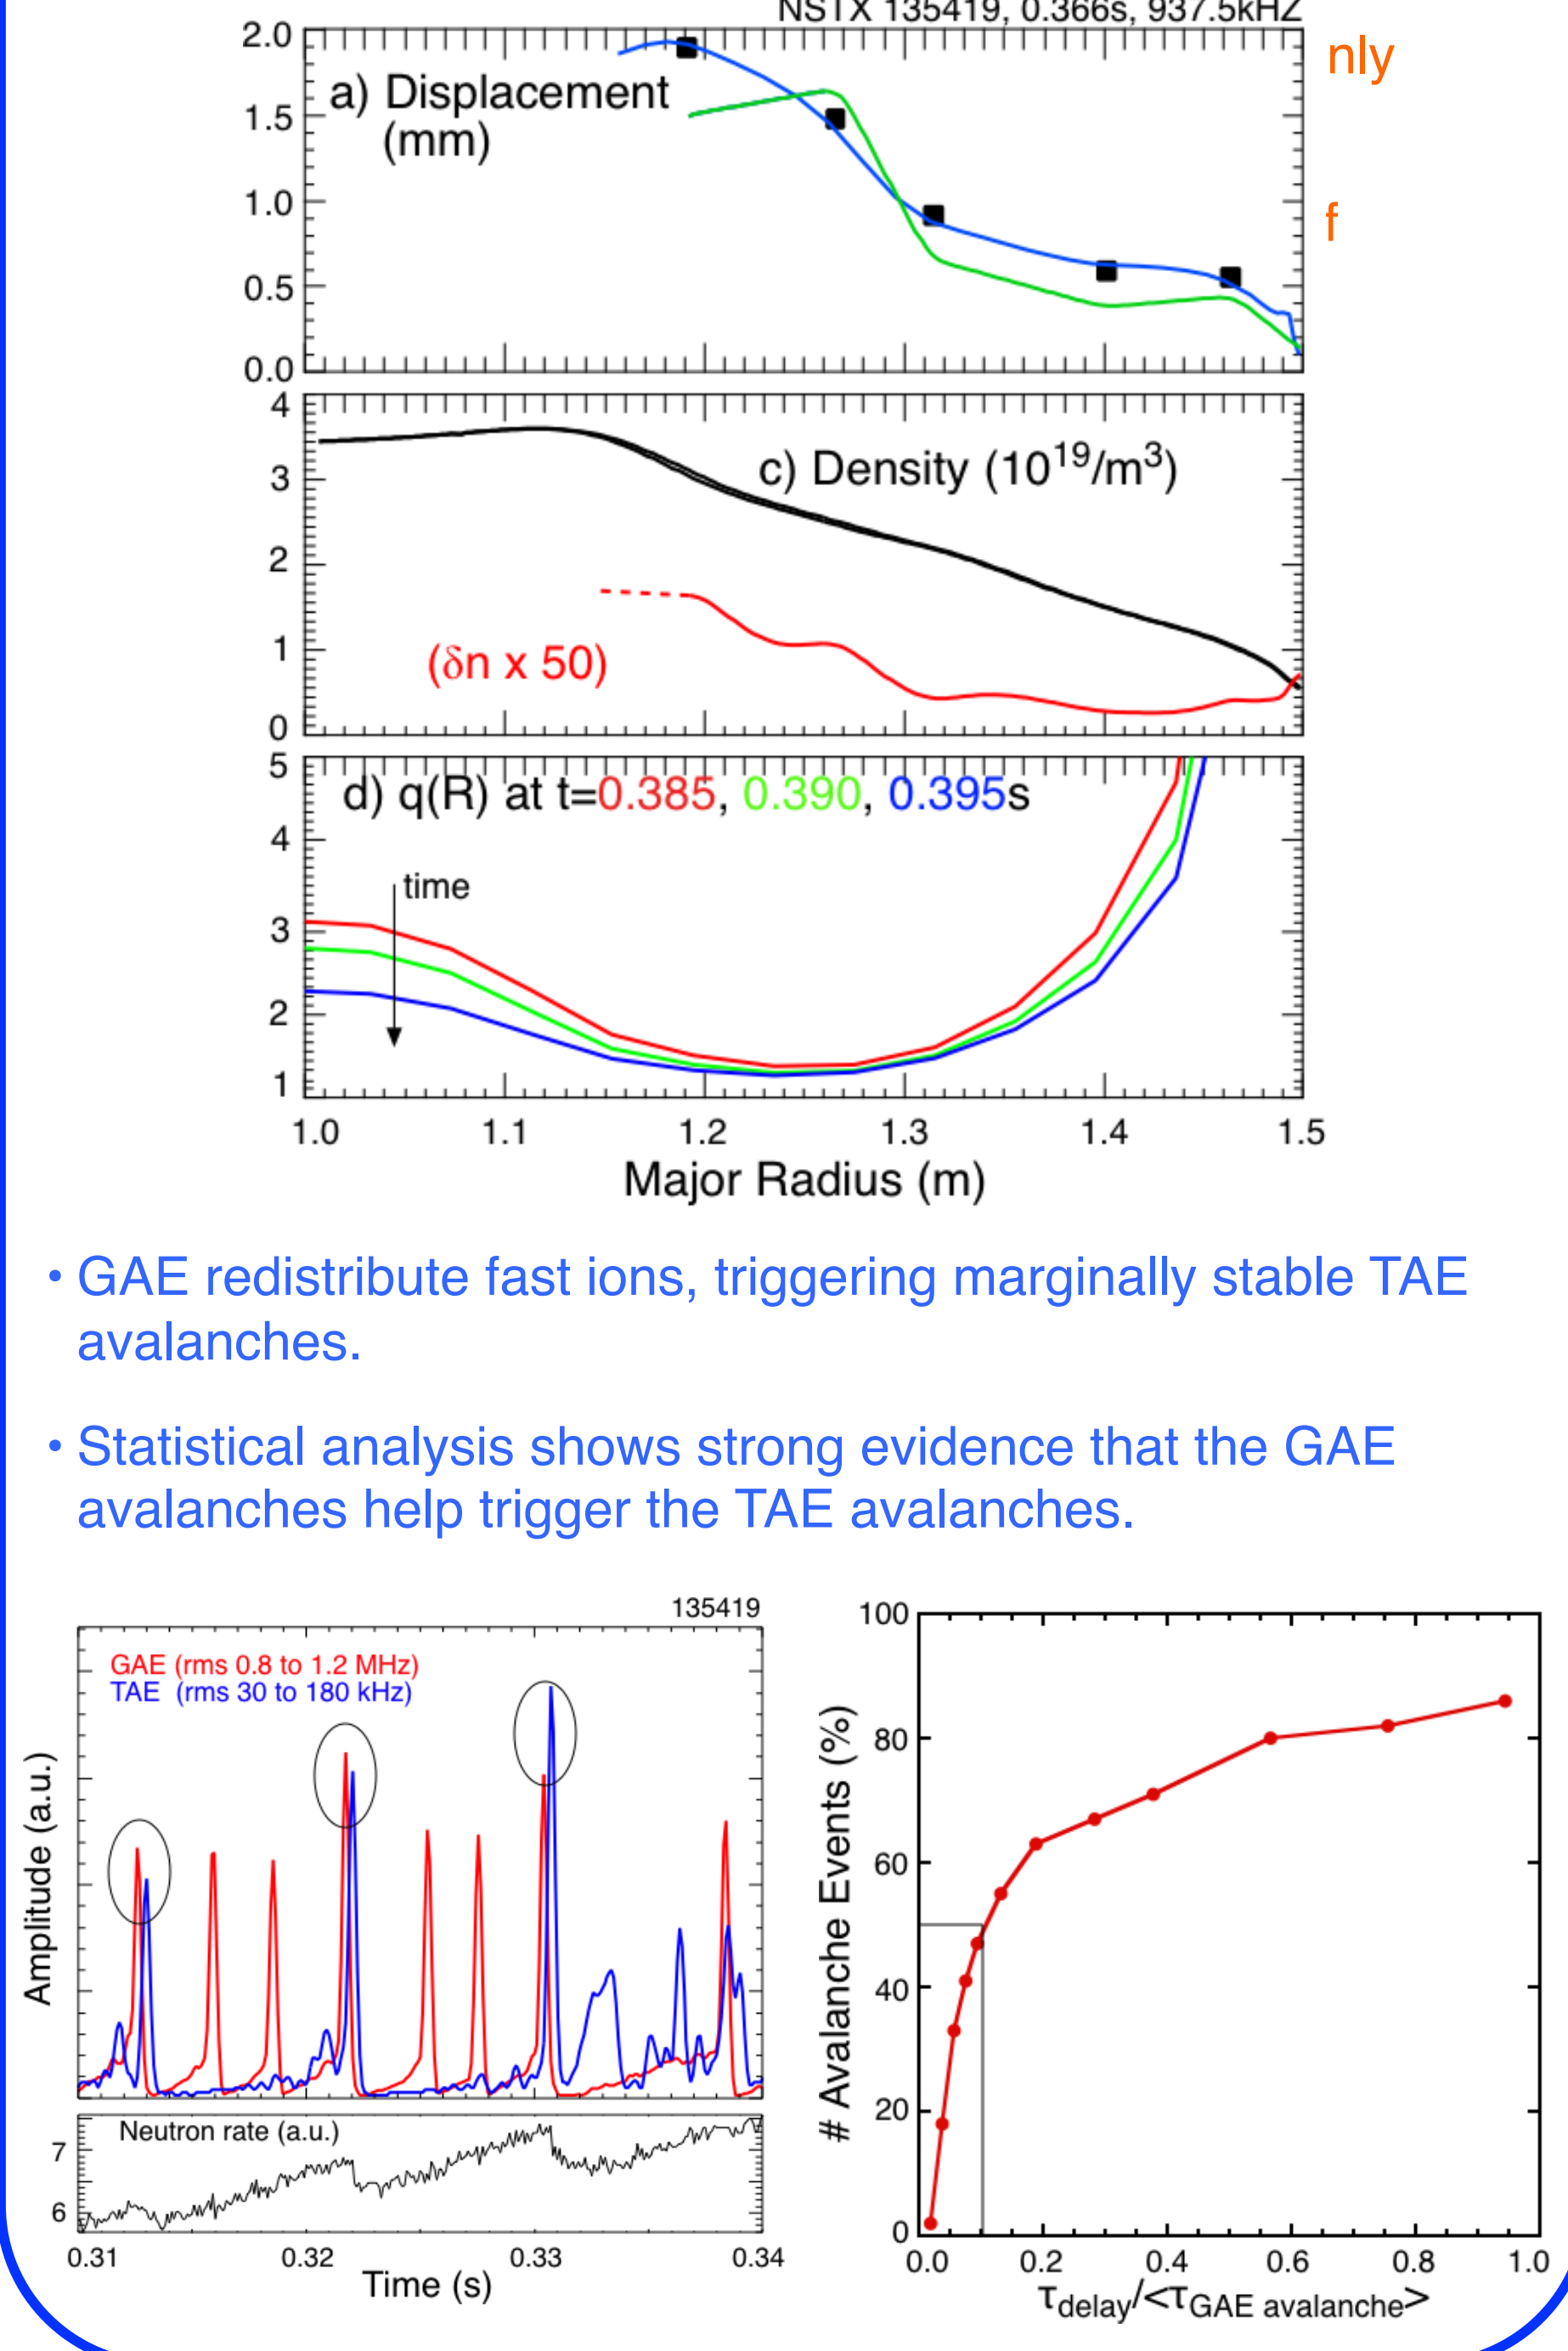 NSTX 135419, 0.366s, 937.5kHZ
nly
f
2.0
1.5
1.0
0.5
0.0
a) Displacement
(mm)
4
3
2
1
0
c) Density (10¹⁹/m³)
(δn x 50)
5
4
3
2
1
d) q(R) at t=0.385, 0.390, 0.395s
time
1.0 1.1 1.2 1.3 1.4 1.5
Major Radius (m)
• GAE redistribute fast ions, triggering marginally stable TAE
avalanches.
• Statistical analysis shows strong evidence that the GAE
avalanches help trigger the TAE avalanches.
135419
GAE (rms 0.8 to 1.2 MHz)
TAE (rms 30 to 180 kHz)
Amplitude (a.u.)
Neutron rate (a.u.)
7
6
0.31 0.32 0.33 0.34
Time (s)
100
80
60
40
20
0
# Avalanche Events (%)
0.0 0.2 0.4 0.6 0.8 1.0
τdelay/<τGAE avalanche>